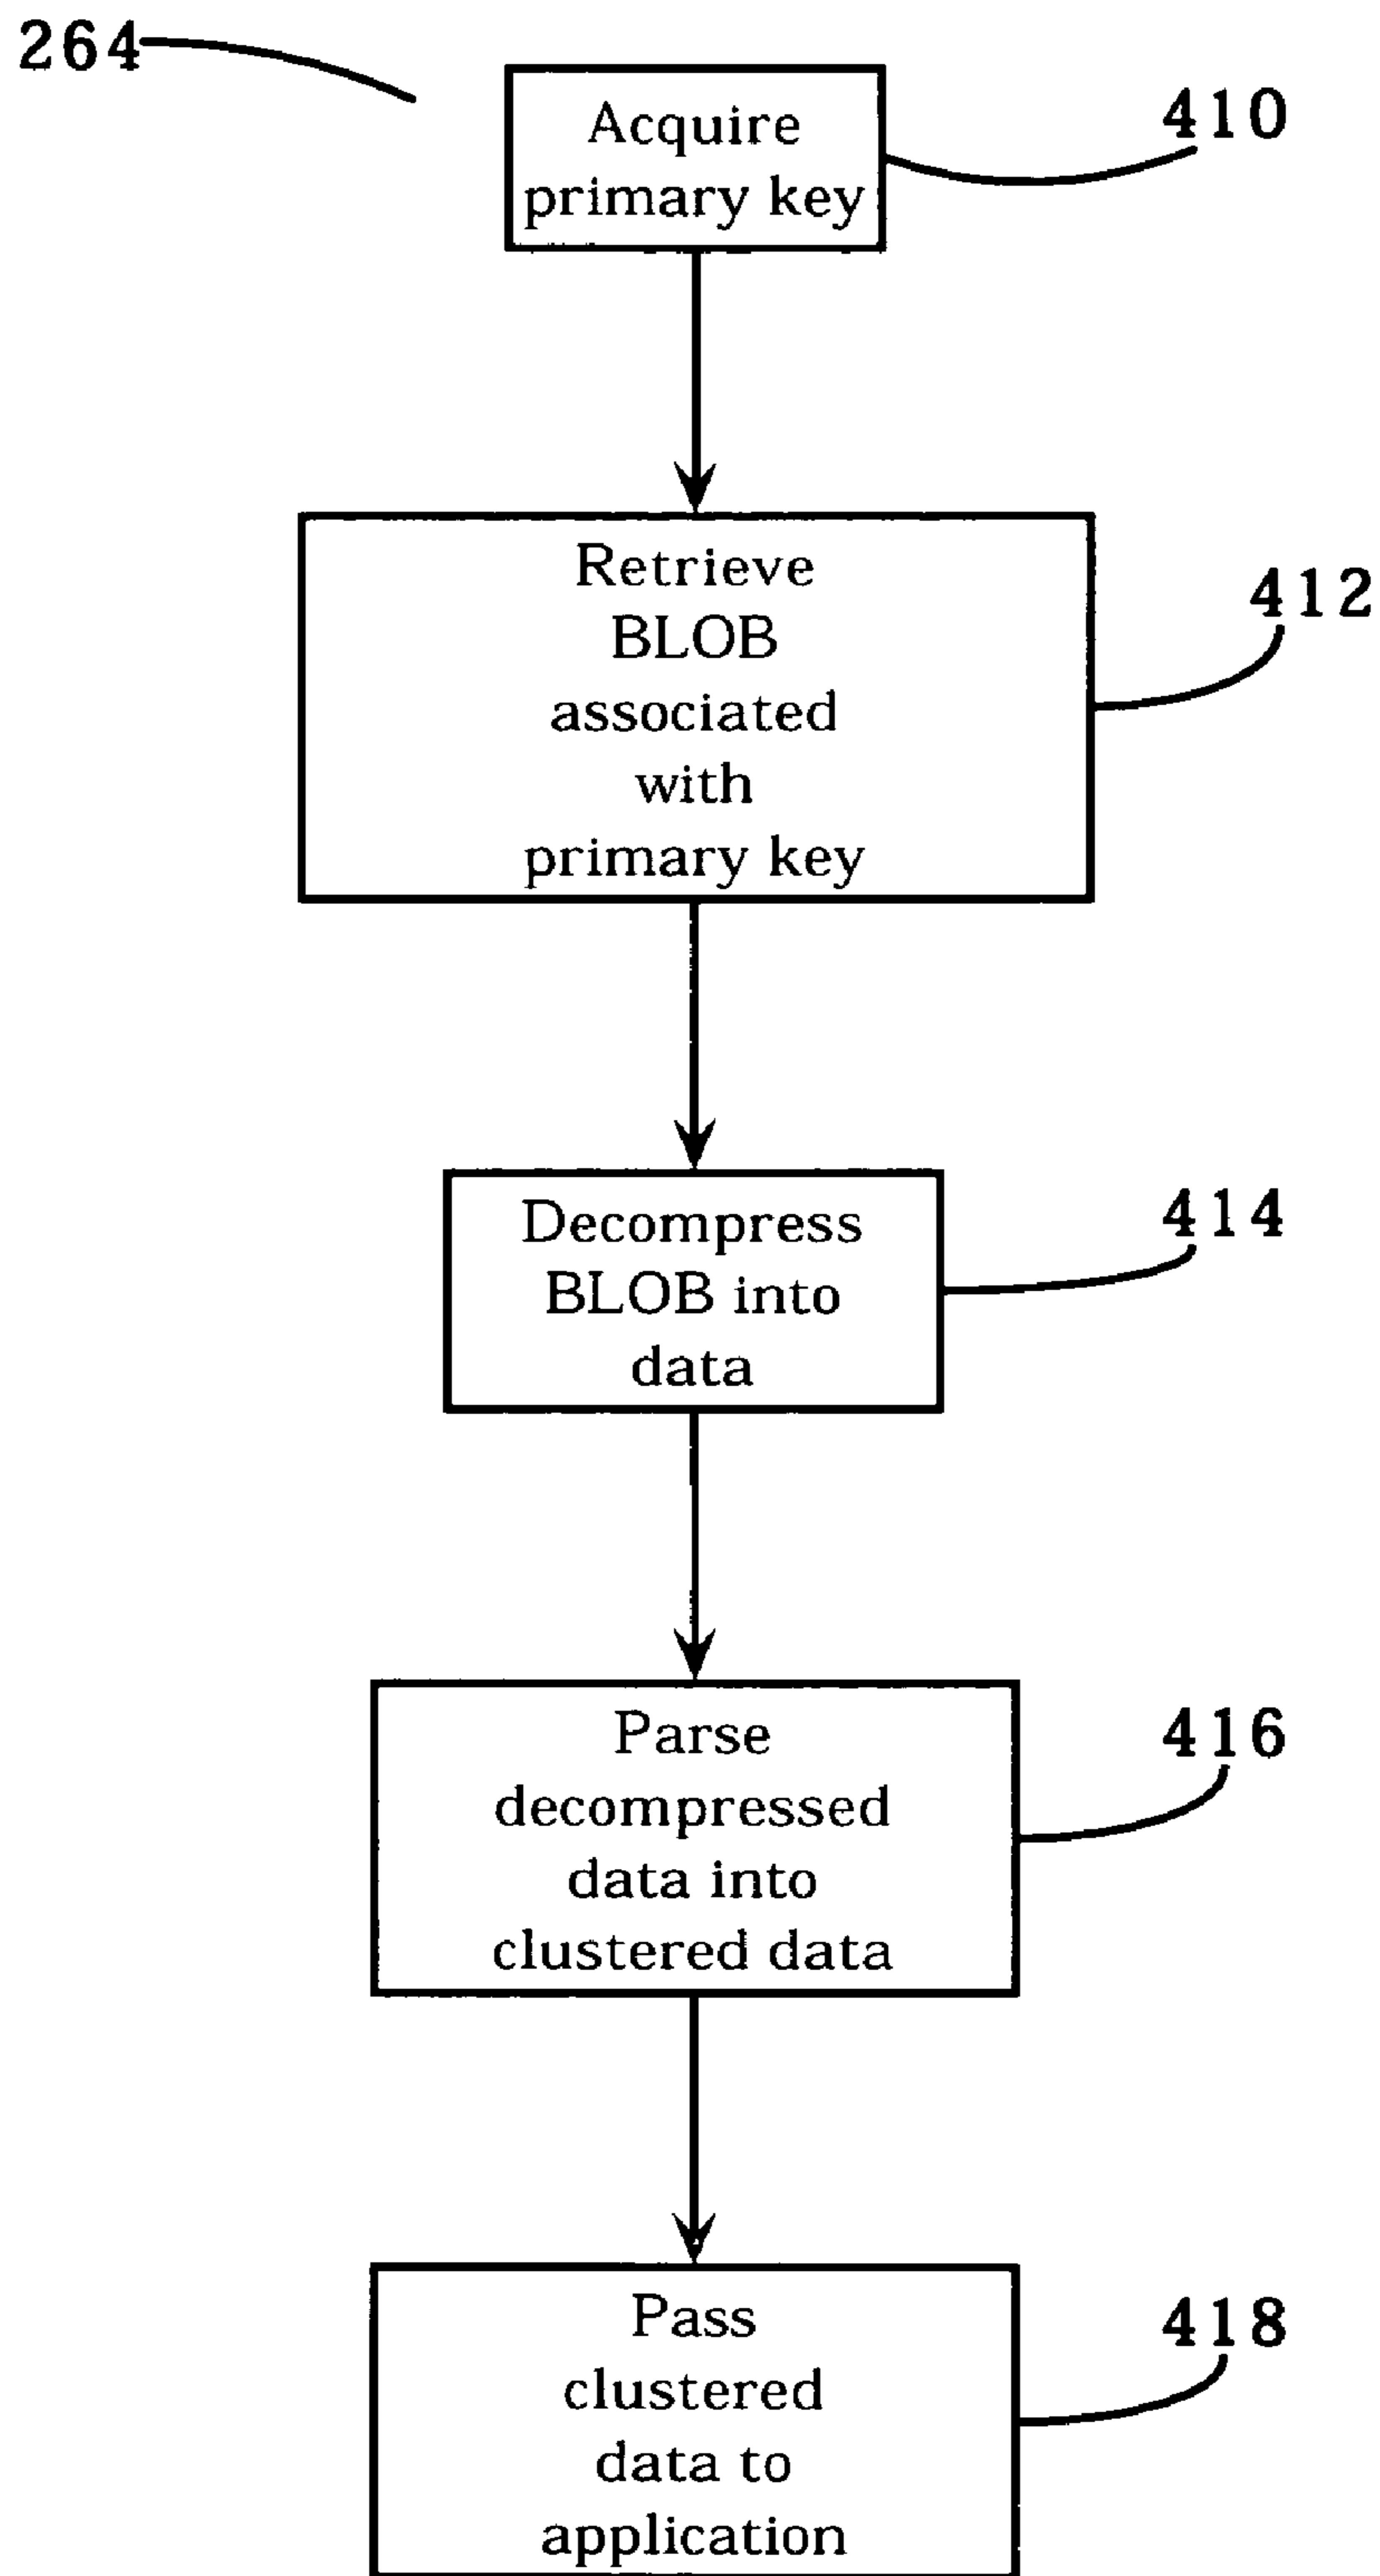 264
Acquire
primary key
410
Retrieve
BLOB
associated
with
primary key
412
Decompress
BLOB into
data
414
Parse
decompressed
data into
clustered data
416
Pass
clustered
data to
application
418